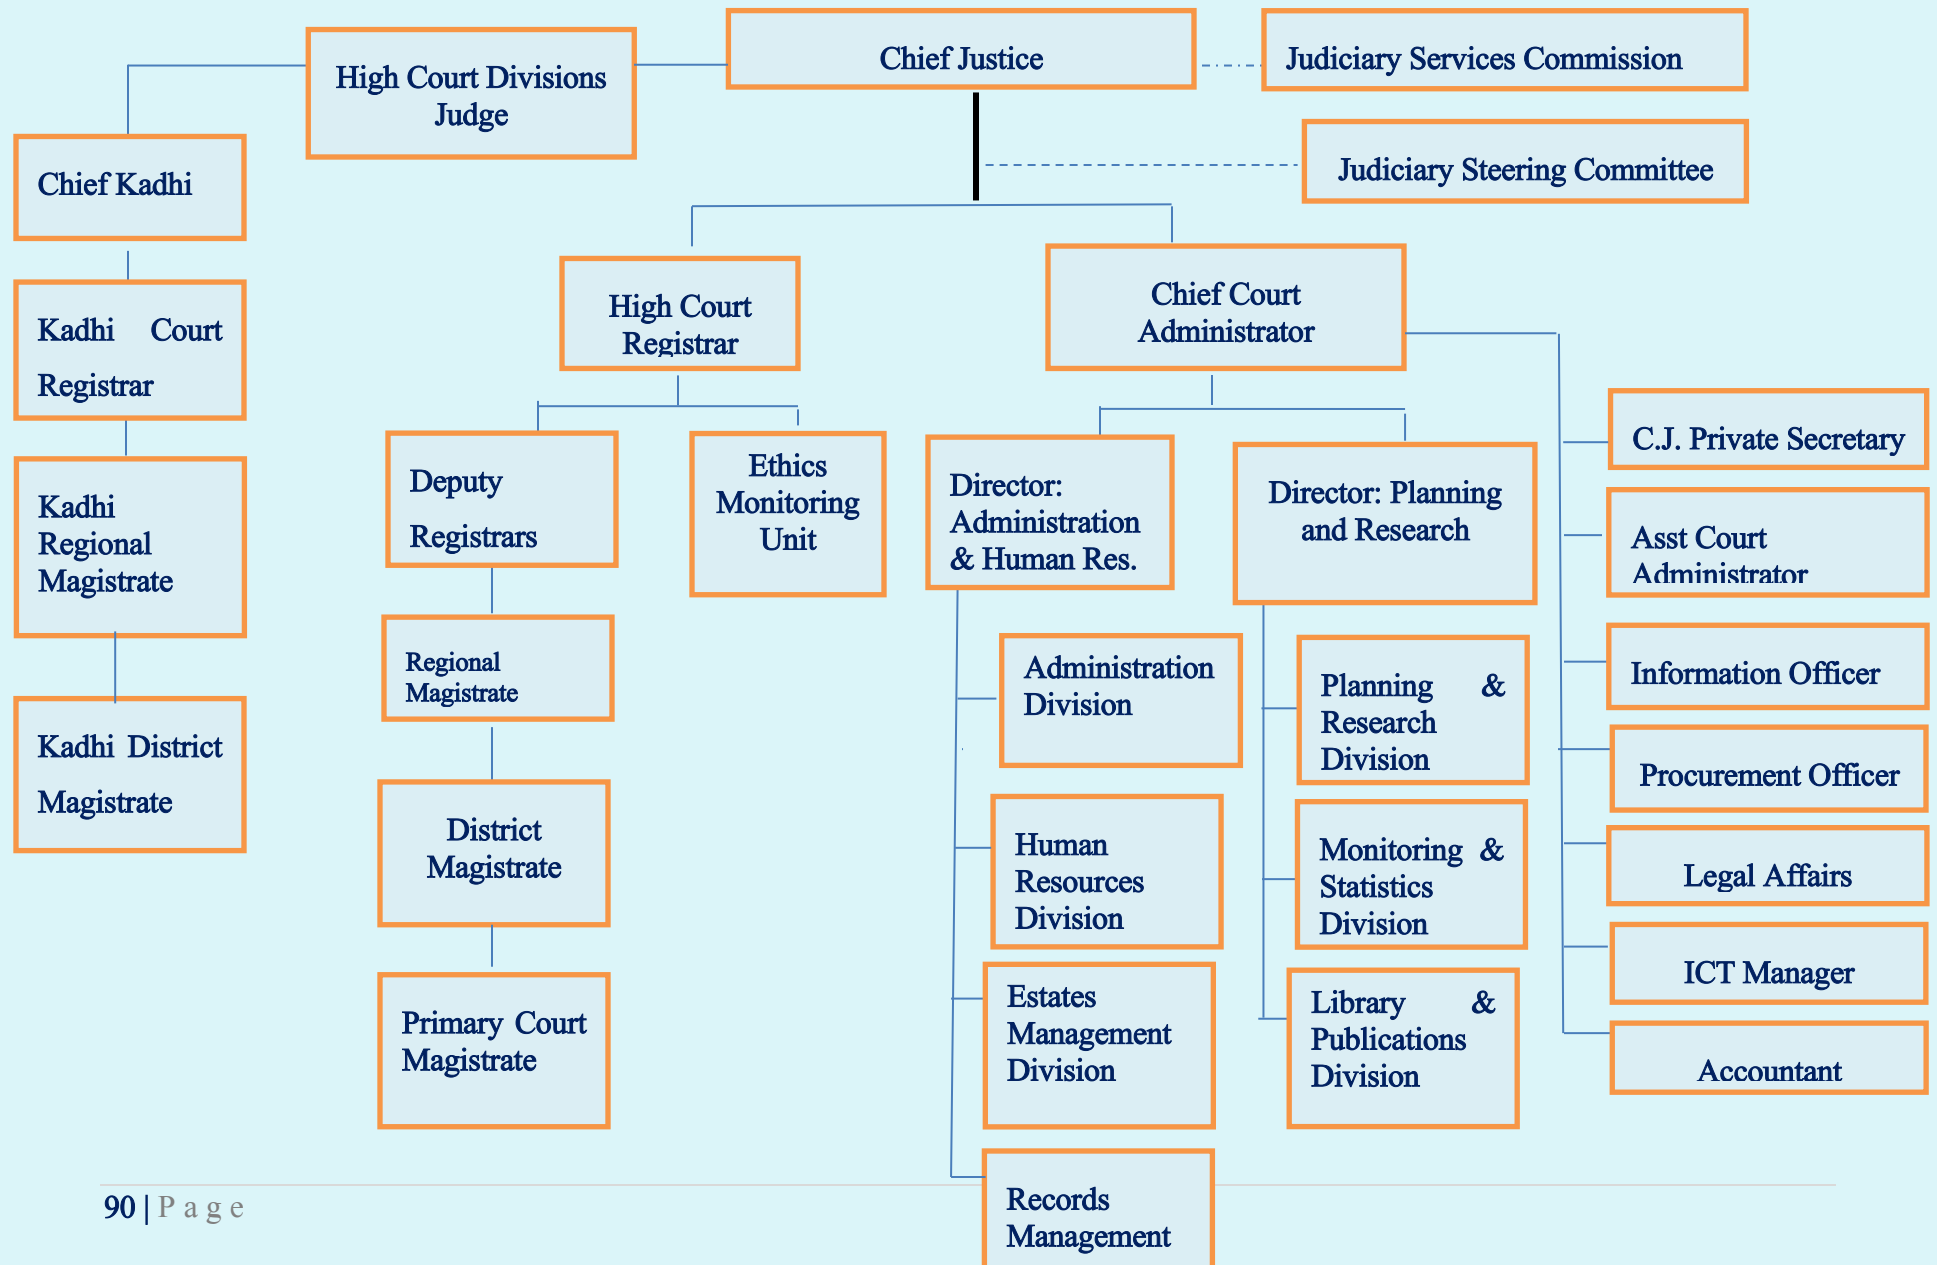 Chief Justice
Judiciary Services Commission
High Court Divisions
Judge
Judiciary Steering Committee
Chief Kadhi
High Court
Registrar
Chief Court
Administrator
Kadhi Court
Registrar
C.J. Private Secretary
Deputy
Registrars
Ethics
Monitoring
Unit
Director:
Administration
& Human Res.
Director: Planning
and Research
Kadhi
Regional
Magistrate
Asst Court
Administrator
Regional
Magistrate
Administration
Division
Planning &
Research
Division
Information Officer
Kadhi District
Magistrate
Procurement Officer
District
Magistrate
Human
Resources
Division
Monitoring &
Statistics
Division
Legal Affairs
ICT Manager
Primary Court
Magistrate
Estates
Management
Division
Library &
Publications
Division
Accountant
Records
Management
90 | Page